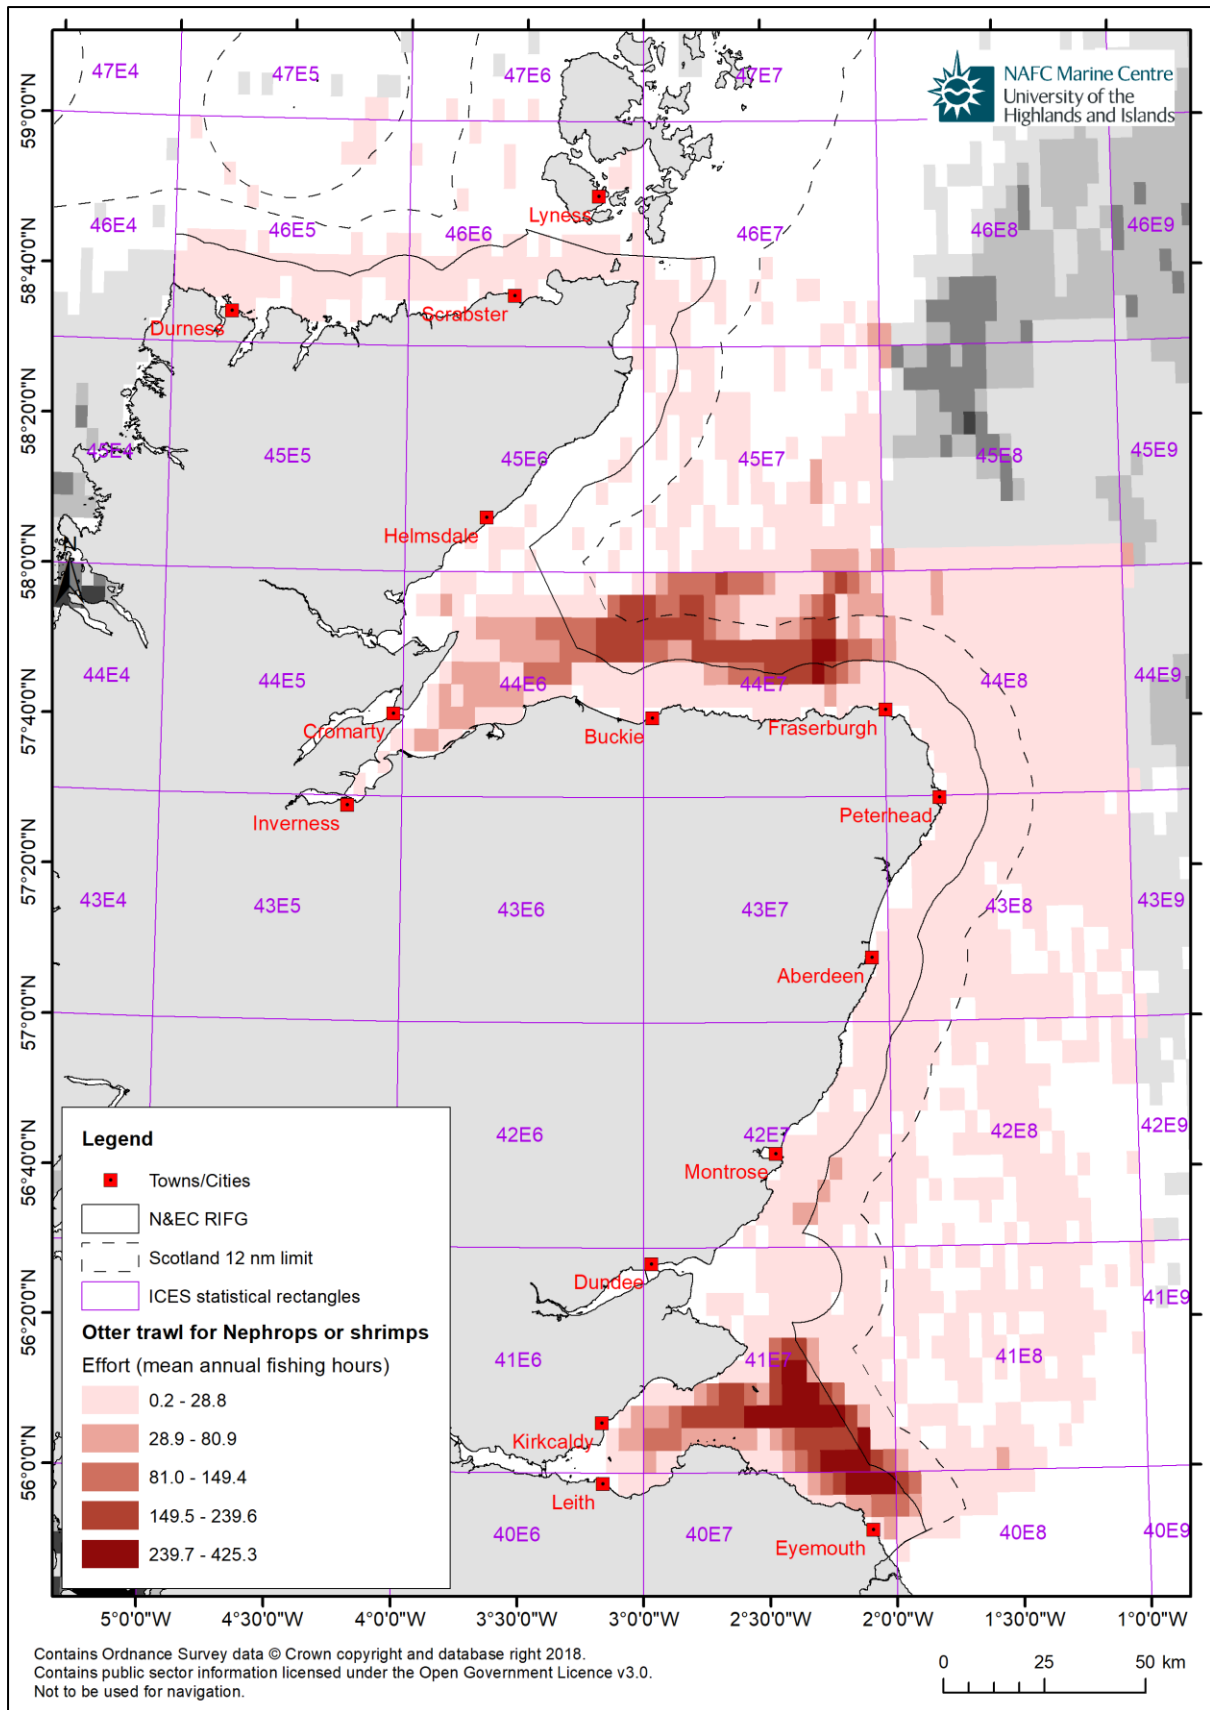 47E4
47E5
47E6
47E7
NAFC Marine Centre
University of the
Highlands and Islands
59°0'0"N
Lyness
46E4
46E5
46E6
46E7
46E8
46E9
58°40'0"N
Durness
Scrabster
58°20'0"N
45E4
45E5
45E6
45E7
45E8
45E9
Helmsdale
58°0'0"N
N
44E4
44E5
44E6
44E7
44E8
44E9
57°40'0"N
Cromarty
Buckie
Fraserburgh
Inverness
Peterhead
57°20'0"N
43E4
43E5
43E6
43E7
43E8
43E9
Aberdeen
57°0'0"N
42E6
42E7
42E8
42E9
56°40'0"N
Montrose
Dundee
56°20'0"N
41E6
41E7
41E8
41E9
Kirkcaldy
56°0'0"N
Leith
40E6
40E7
40E8
40E9
Eyemouth
Legend
Towns/Cities
N&EC RIFG
Scotland 12 nm limit
ICES statistical rectangles
Otter trawl for Nephrops or shrimps
Effort (mean annual fishing hours)
0.2 - 28.8
28.9 - 80.9
81.0 - 149.4
149.5 - 239.6
239.7 - 425.3
5°0'0"W
4°30'0"W
4°0'0"W
3°30'0"W
3°0'0"W
2°30'0"W
2°0'0"W
1°30'0"W
1°0'0"W
Contains Ordnance Survey data © Crown copyright and database right 2018.
Contains public sector information licensed under the Open Government Licence v3.0.
Not to be used for navigation.
0 25 50 km